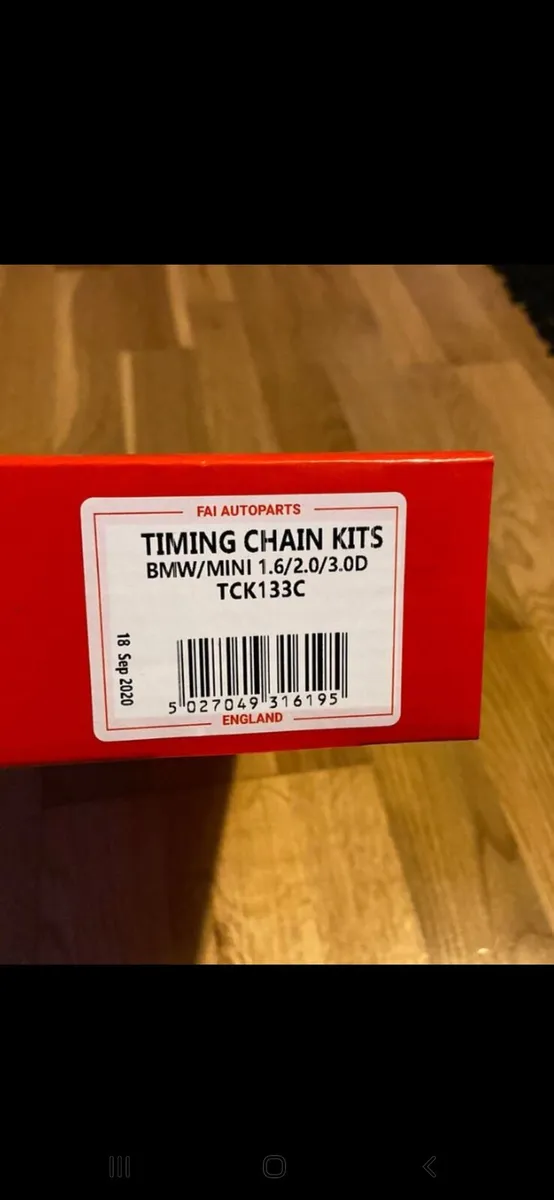 FAI AUTOPARTS
TIMING CHAIN KITS
BMW/MINI 1.6/2.0/3.0D
TCK133C
18 Sep 2020
5 027049 316195
ENGLAND